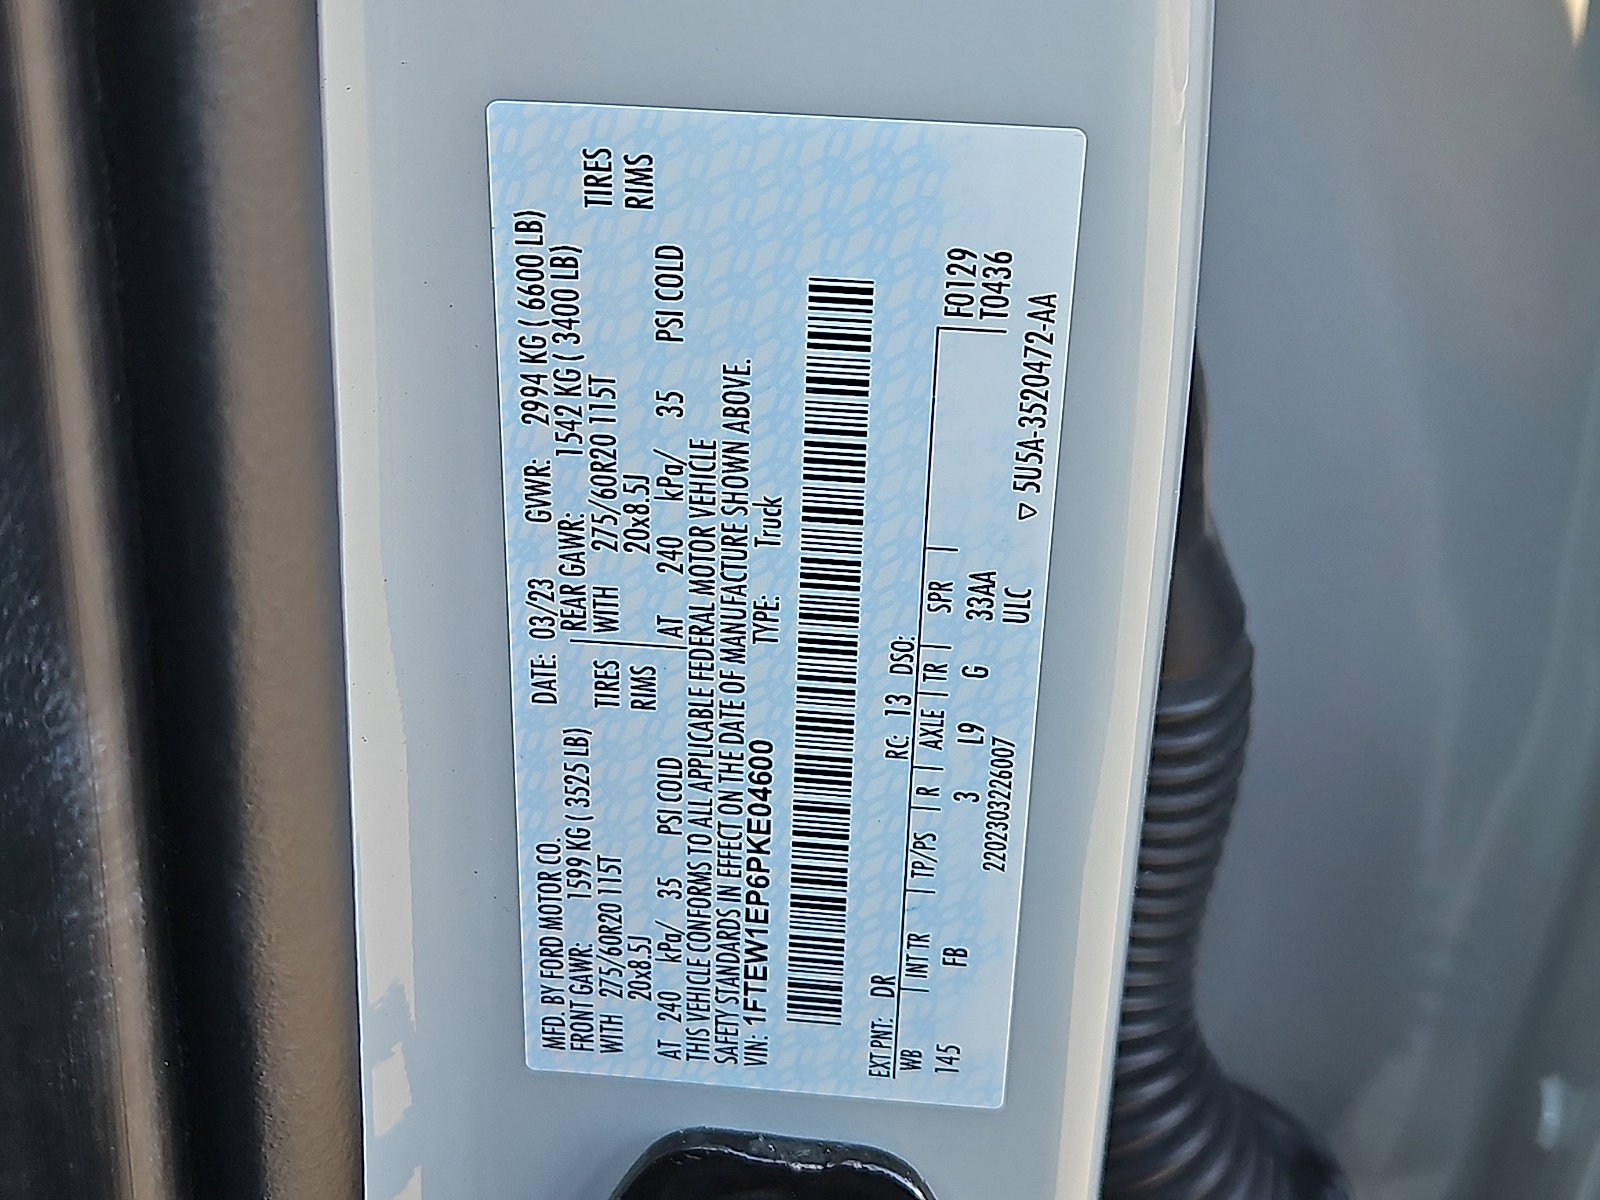 MFD. BY FORD MOTOR CO. DATE: 03/23 GVWR: 2994 KG ( 6600 LB)
FRONT GAWR: 1599 KG ( 3525 LB) REAR GAWR: 1542 KG ( 3400 LB)
WITH 275/60R20 115T TIRES WITH 275/60R20 115T TIRES
20x8.5J RIMS 20x8.5J RIMS
AT 240 kPa/ 35 PSI COLD AT 240 kPa/ 35 PSI COLD
THIS VEHICLE CONFORMS TO ALL APPLICABLE FEDERAL MOTOR VEHICLE
SAFETY STANDARDS IN EFFECT ON THE DATE OF MANUFACTURE SHOWN ABOVE.
VIN: 1FTEW1EP6PKE04600 TYPE: Truck
EXT PNT: DR RC: 13 DSO:
WB | INT TR | TP/PS | R | AXLE | TR | SPR | F0129
145 FB 3 L9 G 33AA T0436
22023032226007 ULC
▽ 5U5A-3520472-AA